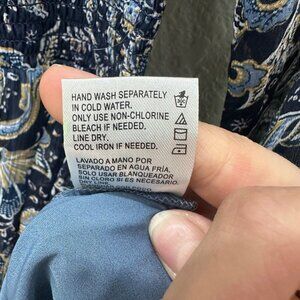 HAND WASH SEPARATELY
IN COLD WATER.
ONLY USE NON-CHLORINE
BLEACH IF NEEDED.
LINE DRY.
COOL IRON IF NEEDED.
LAVADO A MANO POR
SEPARADO EN AGUA FRÍA.
SOLO USAR BLANQUEADOR
SIN CLORO SI ES NECESARIO.